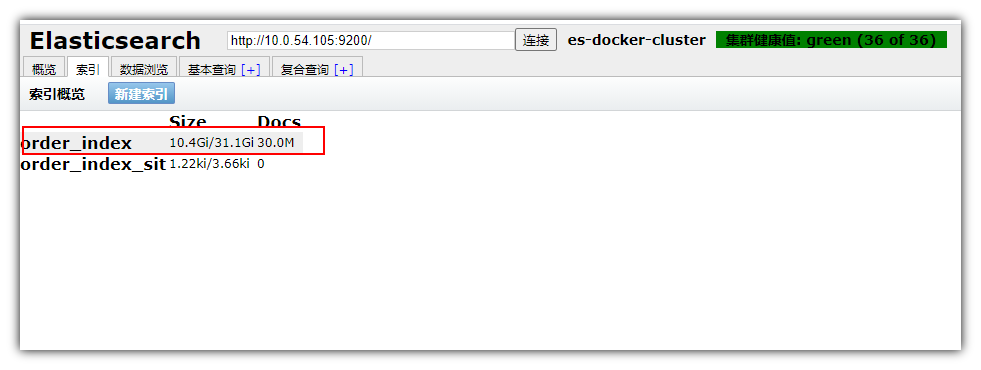 Elasticsearch http://10.0.54.105:9200/ 连接 es-docker-cluster 集群健康值: green (36 of 36)
概览 索引 数据浏览 基本查询 [+] 复合查询 [+]
索引概览 新建索引
Size Docs
order_index 10.4Gi/31.1Gi 30.0M
order_index_sit 1.22ki/3.66ki 0